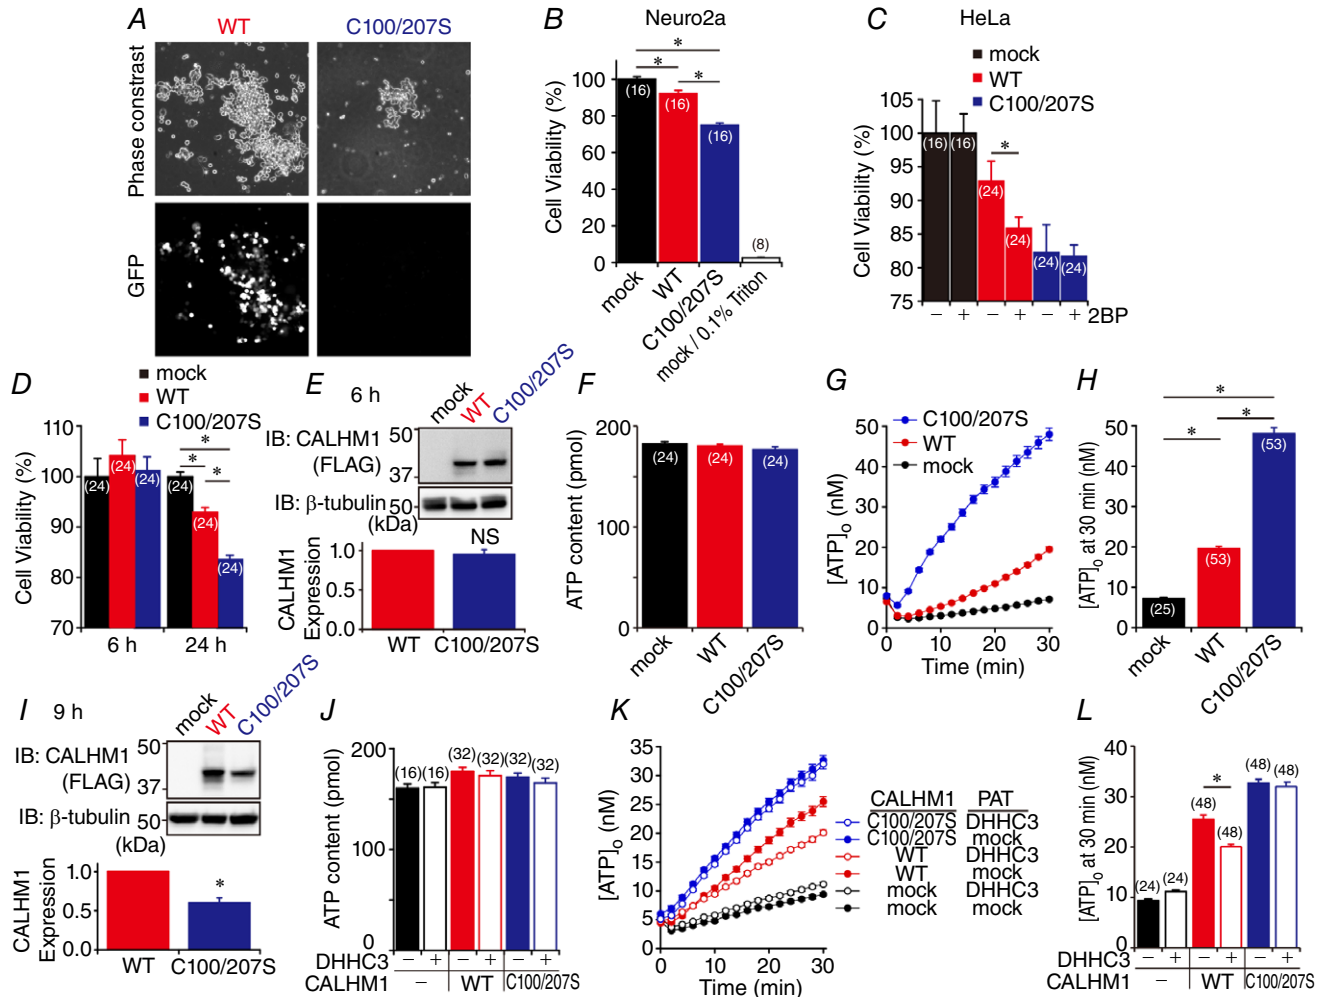 A
WT
C100/207S
Phase constrast
GFP
B
Neuro2a
Cell Viability (%)
100
80
60
40
20
0
*
*
*
(16)
(16)
(16)
(8)
mock
WT
C100/207S
mock / 0.1% Triton
C
HeLa
mock
WT
C100/207S
Cell Viability (%)
105
100
95
90
85
80
75
*
(16)
(16)
(24)
(24)
(24)
(24)
− + − + − + 2BP
D
mock
WT
C100/207S
Cell Viability (%)
110
100
90
80
70
*
*
*
(24)
(24)
(24)
(24)
(24)
(24)
6 h
24 h
E
6 h
mock
WT
C100/207S
IB: CALHM1
(FLAG)
50
37
IB: β-tubulin
50
(kDa)
CALHM1
Expression
1.0
0.5
0.0
NS
WT C100/207S
F
ATP content (pmol)
200
100
0
(24)
(24)
(24)
mock
WT
C100/207S
G
[ATP]o (nM)
50
40
30
20
10
0
C100/207S
WT
mock
0 10 20 30
Time (min)
H
[ATP]o at 30 min (nM)
50
40
30
20
10
0
*
*
*
(25)
(53)
(53)
mock
WT
C100/207S
I
9 h
mock
WT
C100/207S
IB: CALHM1
(FLAG)
50
37
IB: β-tubulin
50
(kDa)
CALHM1
Expression
1.0
0.5
0.0
*
WT
C100/207S
J
ATP content (pmol)
200
100
0
(16) (16) (32) (32) (32) (32)
DHHC3 − + − + − +
CALHM1 − WT C100/207S
K
[ATP]o (nM)
35
30
25
20
15
10
5
0
0 10 20 30
Time (min)
CALHM1 PAT
C100/207S DHHC3
C100/207S mock
WT DHHC3
WT mock
mock DHHC3
mock mock
L
[ATP]o at 30 min (nM)
40
30
20
10
0
*
(24) (24) (48) (48) (48) (48)
DHHC3 − + − + − +
CALHM1 − WT C100/207S